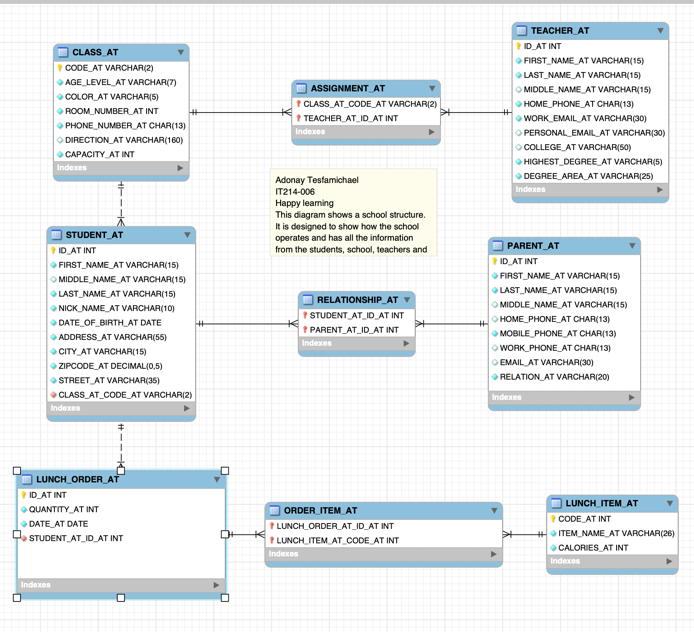 CLASS_AT
CODE_AT VARCHAR(2)
AGE_LEVEL_AT VARCHAR(7)
COLOR_AT VARCHAR(5)
ROOM_NUMBER_AT INT
PHONE_NUMBER_AT CHAR(13)
DIRECTION_AT VARCHAR(160)
CAPACITY_AT INT
Indexes
ASSIGNMENT_AT
CLASS_AT_CODE_AT VARCHAR(2)
TEACHER_AT_ID_AT INT
Indexes
TEACHER_AT
ID_AT INT
FIRST_NAME_AT VARCHAR(15)
LAST_NAME_AT VARCHAR(15)
MIDDLE_NAME_AT VARCHAR(15)
HOME_PHONE_AT CHAR(13)
WORK_EMAIL_AT VARCHAR(30)
PERSONAL_EMAIL_AT VARCHAR(30)
COLLEGE_AT VARCHAR(50)
HIGHEST_DEGREE_AT VARCHAR(5)
DEGREE_AREA_AT VARCHAR(25)
Indexes
Adonay Tesfamichael
IT214-006
Happy learning
This diagram shows a school structure.
It is designed to show how the school
operates and has all the information
from the students, school, teachers and
STUDENT_AT
ID_AT INT
FIRST_NAME_AT VARCHAR(15)
MIDDLE_NAME_AT VARCHAR(15)
LAST_NAME_AT VARCHAR(15)
NICK_NAME_AT VARCHAR(10)
DATE_OF_BIRTH_AT DATE
ADDRESS_AT VARCHAR(55)
CITY_AT VARCHAR(15)
ZIPCODE_AT DECIMAL(0,5)
STREET_AT VARCHAR(35)
CLASS_AT_CODE_AT VARCHAR(2)
Indexes
RELATIONSHIP_AT
STUDENT_AT_ID_AT INT
PARENT_AT_ID_AT INT
Indexes
PARENT_AT
ID_AT INT
FIRST_NAME_AT VARCHAR(15)
LAST_NAME_AT VARCHAR(15)
MIDDLE_NAME_AT VARCHAR(15)
HOME_PHONE_AT CHAR(13)
MOBILE_PHONE_AT CHAR(13)
WORK_PHONE_AT CHAR(13)
EMAIL_AT VARCHAR(30)
RELATION_AT VARCHAR(20)
Indexes
LUNCH_ORDER_AT
ID_AT INT
QUANTITY_AT INT
DATE_AT DATE
STUDENT_AT_ID_AT INT
Indexes
ORDER_ITEM_AT
LUNCH_ORDER_AT_ID_AT INT
LUNCH_ITEM_AT_CODE_AT INT
Indexes
LUNCH_ITEM_AT
CODE_AT INT
ITEM_NAME_AT VARCHAR(26)
CALORIES_AT INT
Indexes